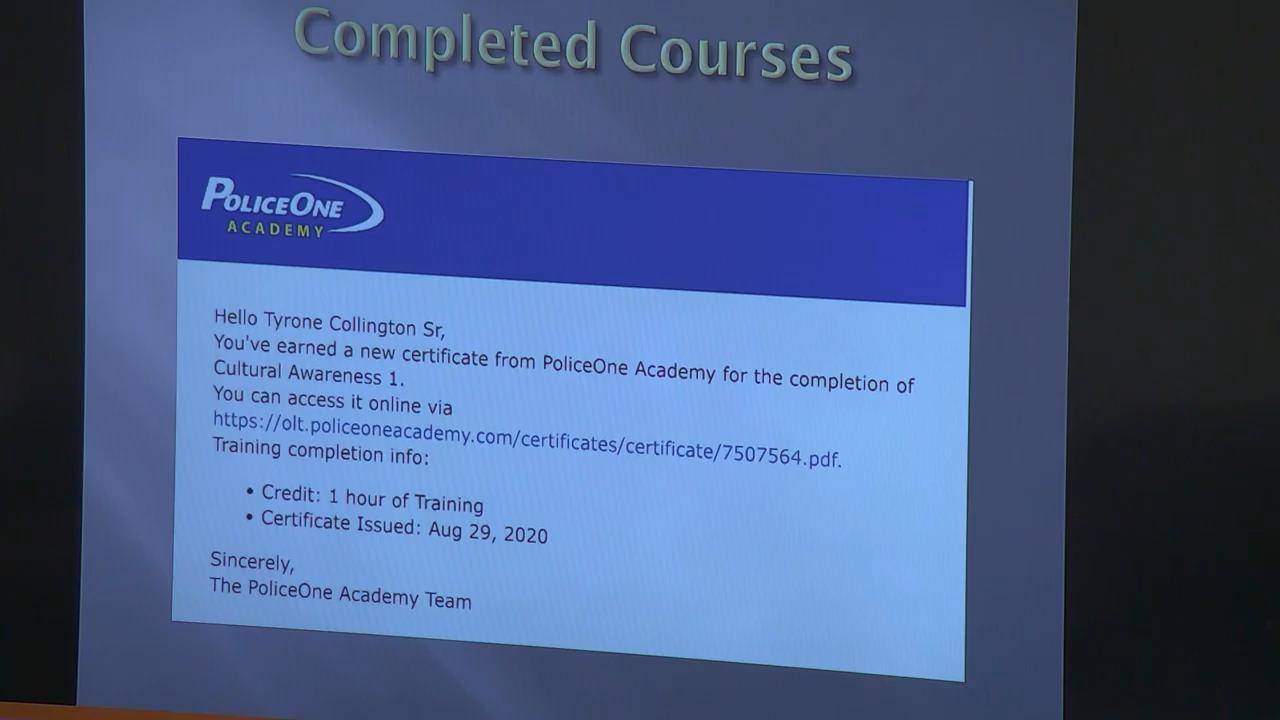 Completed Courses
POLICEONE
ACADEMY
Hello Tyrone Collington Sr,
You've earned a new certificate from PoliceOne Academy for the completion of
Cultural Awareness 1.
You can access it online via
https://olt.policeoneacademy.com/certificates/certificate/7507564.pdf.
Training completion info:
• Credit: 1 hour of Training
• Certificate Issued: Aug 29, 2020
Sincerely,
The PoliceOne Academy Team